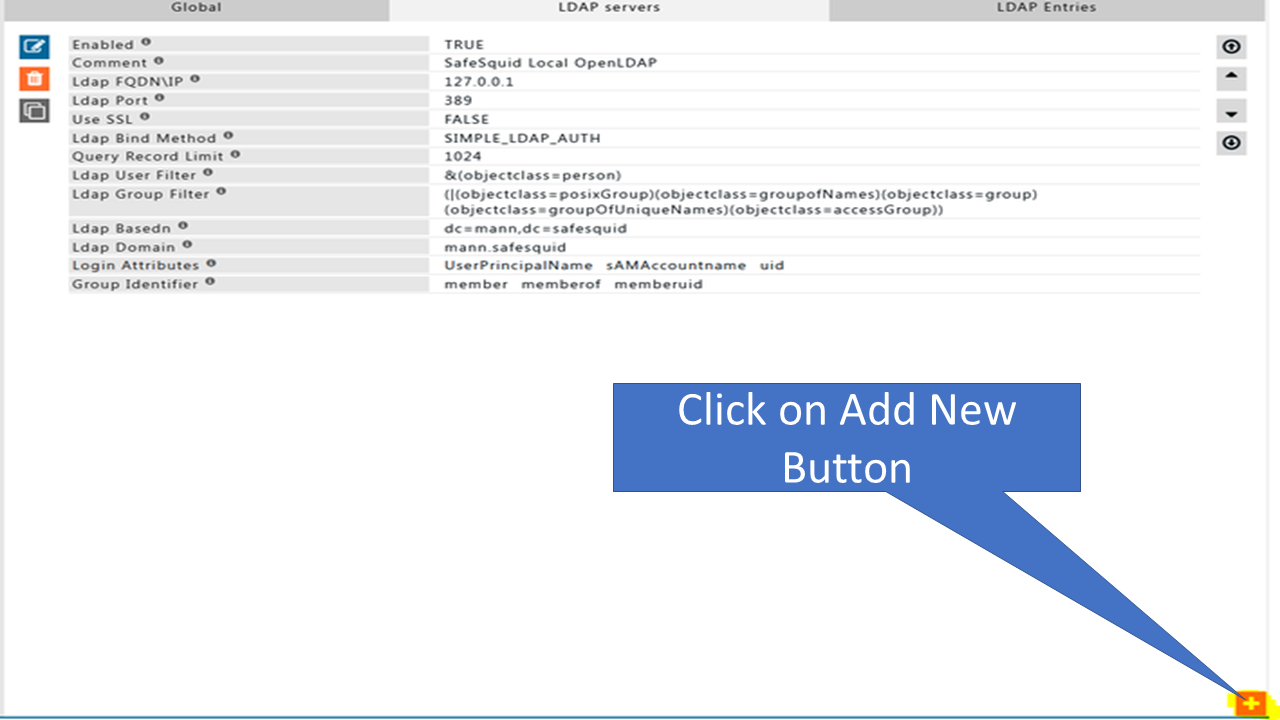 Global LDAP servers LDAP Entries
Enabled TRUE
Comment SafeSquid Local OpenLDAP
Ldap FQDN\IP 127.0.0.1
Ldap Port 389
Use SSL FALSE
Ldap Bind Method SIMPLE_LDAP_AUTH
Query Record Limit 1024
Ldap User Filter &(objectclass=person)
Ldap Group Filter (|(objectclass=posixGroup)(objectclass=groupofNames)(objectclass=group)
(objectclass=groupOfUniqueNames)(objectclass=accessGroup))
Ldap Basedn dc=mann,dc=safesquid
Ldap Domain mann.safesquid
Login Attributes UserPrincipalName sAMAccountname uid
Group Identifier member memberof memberuid
Click on Add New
Button